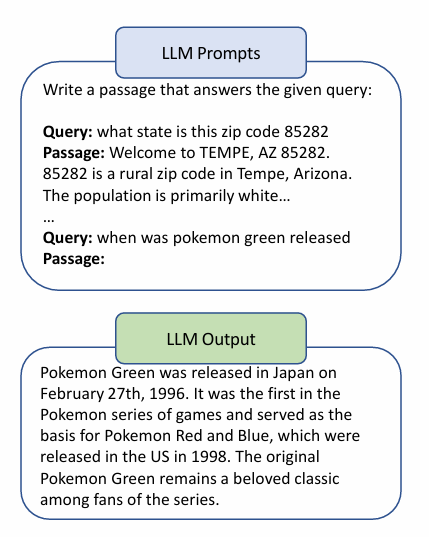 LLM Prompts
Write a passage that answers the given query:
Query: what state is this zip code 85282
Passage: Welcome to TEMPE, AZ 85282.
85282 is a rural zip code in Tempe, Arizona.
The population is primarily white…
…
Query: when was pokemon green released
Passage:
LLM Output
Pokemon Green was released in Japan on
February 27th, 1996. It was the first in the
Pokemon series of games and served as the
basis for Pokemon Red and Blue, which were
released in the US in 1998. The original
Pokemon Green remains a beloved classic
among fans of the series.